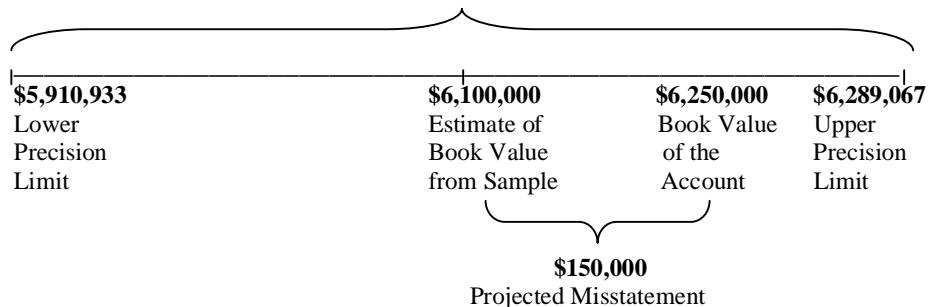 $5,910,933 $6,100,000 $6,250,000 $6,289,067
Lower Estimate of Book Value Upper
Precision Book Value of the Precision
Limit from Sample Account Limit
$150,000
Projected Misstatement